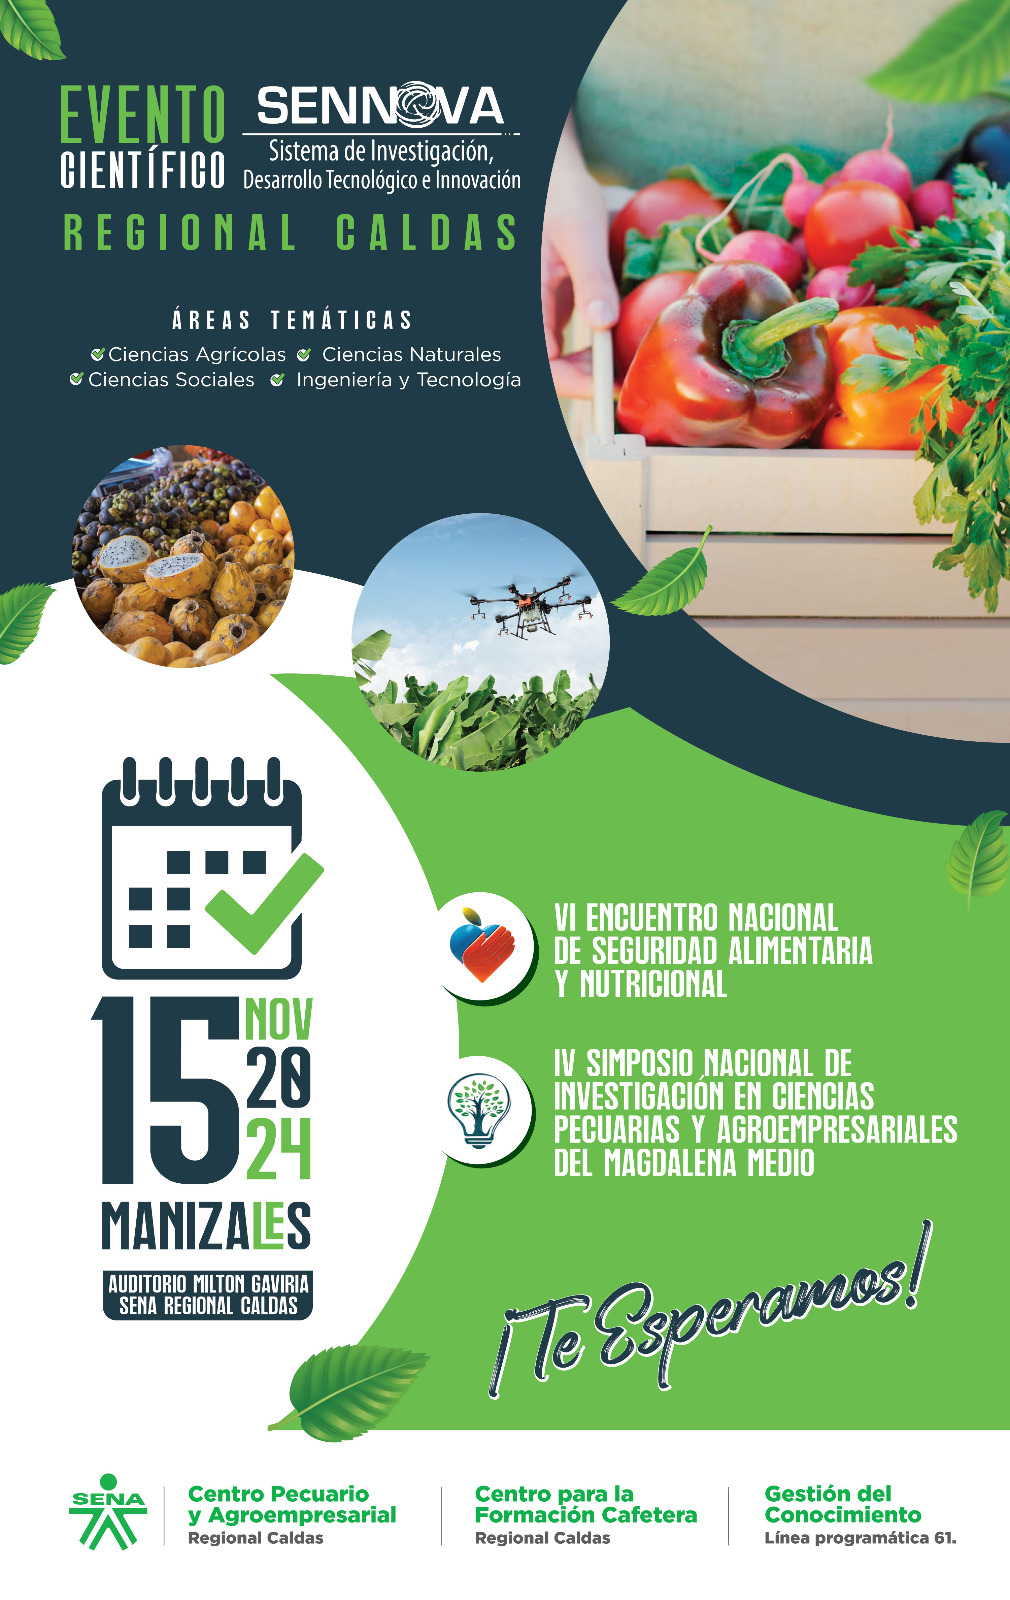 EVENTO
CIENTÍFICO
SENNOVA
Sistema de Investigación,
Desarrollo Tecnológico e Innovación
REGIONAL CALDAS
ÁREAS TEMÁTICAS
Ciencias Agrícolas Ciencias Naturales
Ciencias Sociales Ingeniería y Tecnología
15 NOV
20
24
MANIZALES
AUDITORIO MILTON GAVIRIA
SENA REGIONAL CALDAS
VI ENCUENTRO NACIONAL
DE SEGURIDAD ALIMENTARIA
Y NUTRICIONAL
IV SIMPOSIO NACIONAL DE
INVESTIGACIÓN EN CIENCIAS
PECUARIAS Y AGROEMPRESARIALES
DEL MAGDALENA MEDIO
¡Te Esperamos!
SENA
Centro Pecuario
y Agroempresarial
Regional Caldas
Centro para la
Formación Cafetera
Regional Caldas
Gestión del
Conocimiento
Línea programática 61.